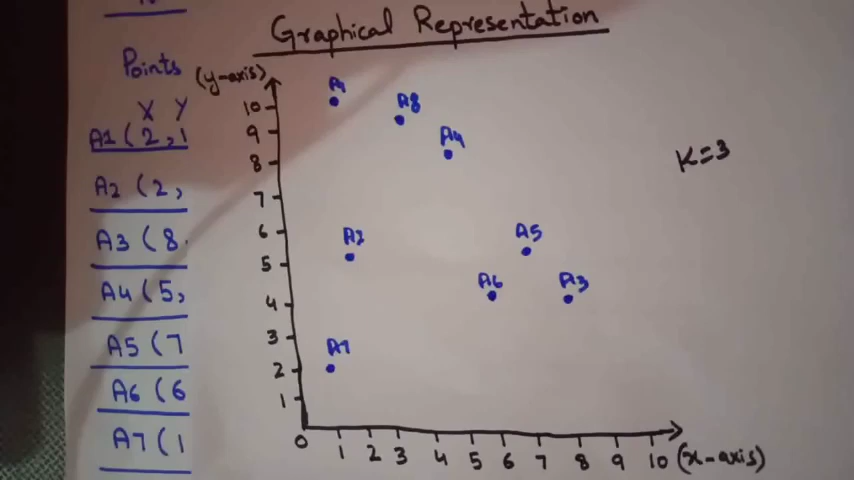 Graphical Representation
Points
X Y
A1 (2, 1
A2 (2,
A3 (8
A4 (5,
A5 (7
A6 (6
A7 (1
(y-axis)
10
9
8
7
6
5
4
3
2
1
0
1 2 3 4 5 6 7 8 9 10 (x-axis)
A1
A8
A4
A2
A5
A6
A3
A7
K=3